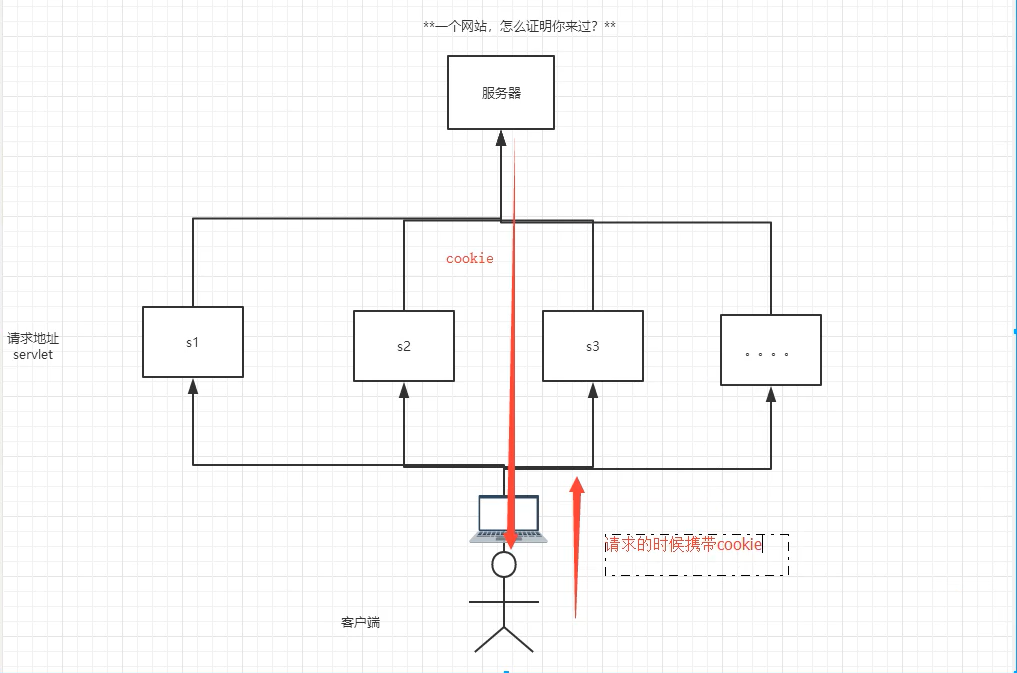 **一个网站，怎么证明你来过？**
服务器
cookie
请求地址
servlet
s1
s2
s3
。。。。
请求的时候携带cookie
客户端